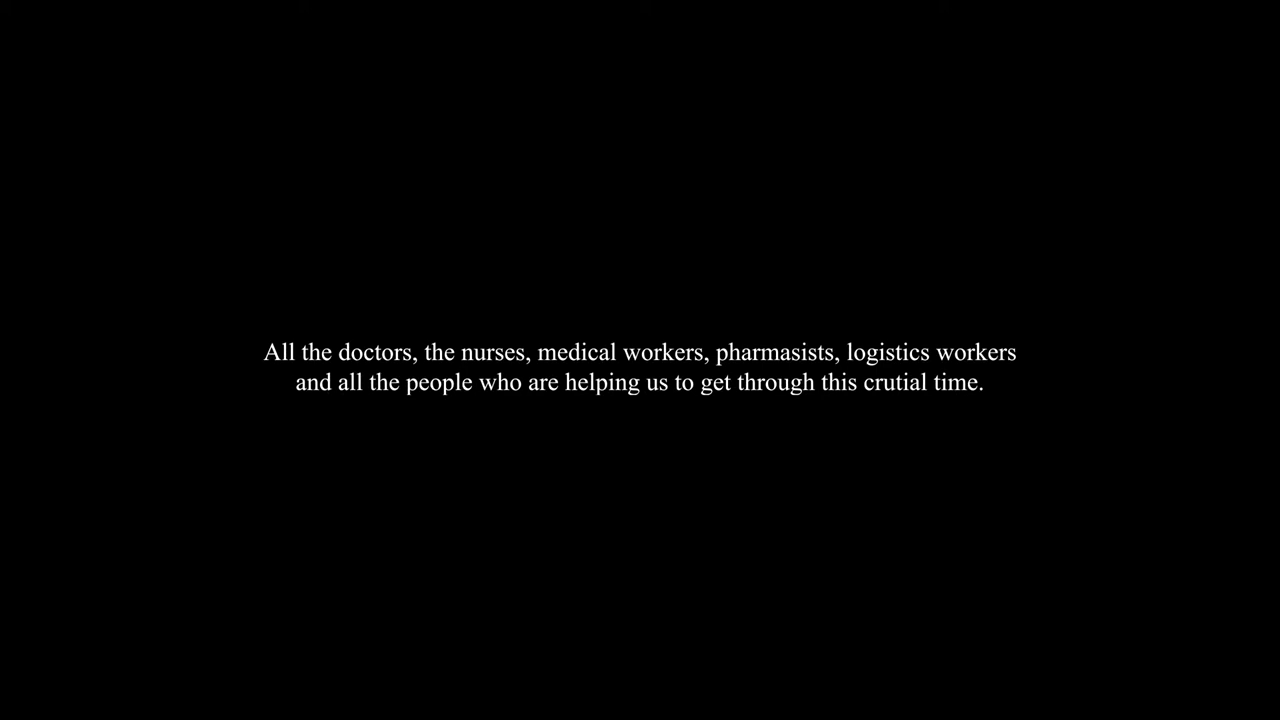 All the doctors, the nurses, medical workers, pharmasists, logistics workers
and all the people who are helping us to get through this crutial time.